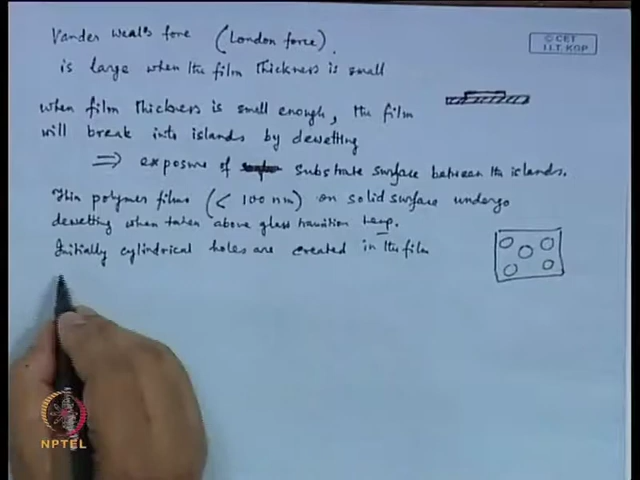 Vander Weal's force (London force).
© CET
I.I.T. KGP
is large when the film thickness is small
When film thickness is small enough, the film
will break into islands by dewetting
⇒ exposure of substrate surface between the islands.
Thin polymer films (< 100 nm) on solid surface undergo
dewetting when taken above glass transition temp.
Initially cylindrical holes are created in the film
NPTEL